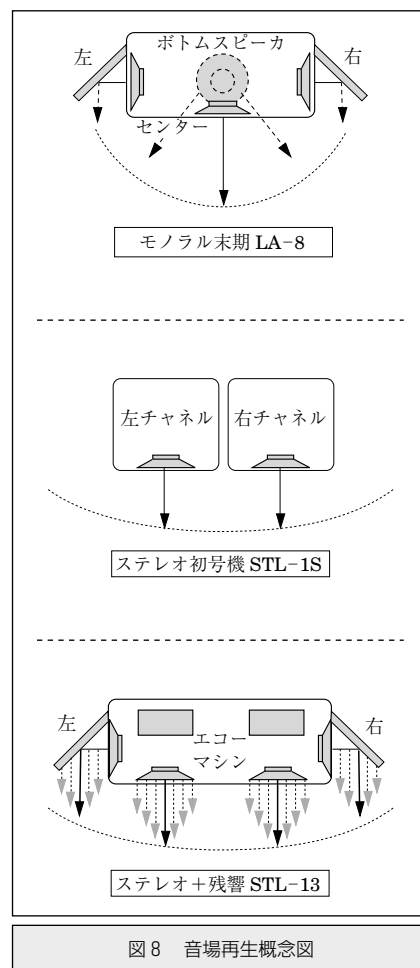 ボトムスピーカ
左
右
センター
モノラル末期 LA-8
左チャネル
右チャネル
ステレオ初号機 STL-1S
左
右
エコー
マシン
ステレオ＋残響 STL-13
図 8 音場再生概念図